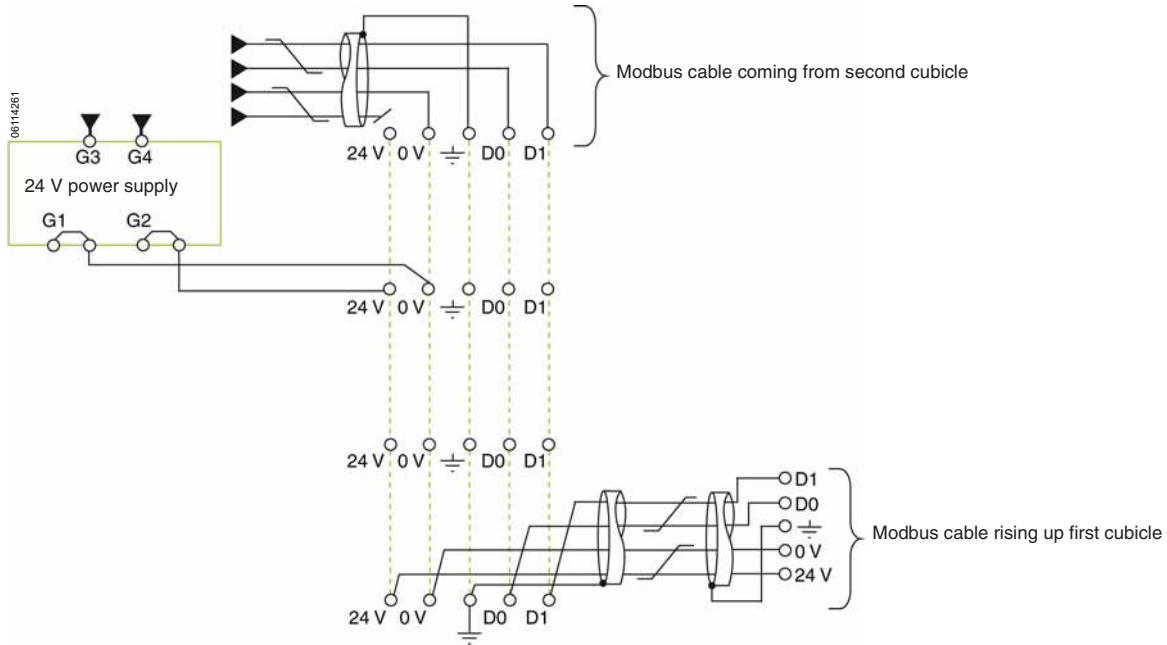 Modbus cable coming from second cubicle
06114261
G3 G4
24 V 0 V D0 D1
24 V power supply
G1 G2
24 V 0 V D0 D1
24 V 0 V D0 D1
D1
D0
Modbus cable rising up first cubicle
0 V
24 V
24 V 0 V D0 D1